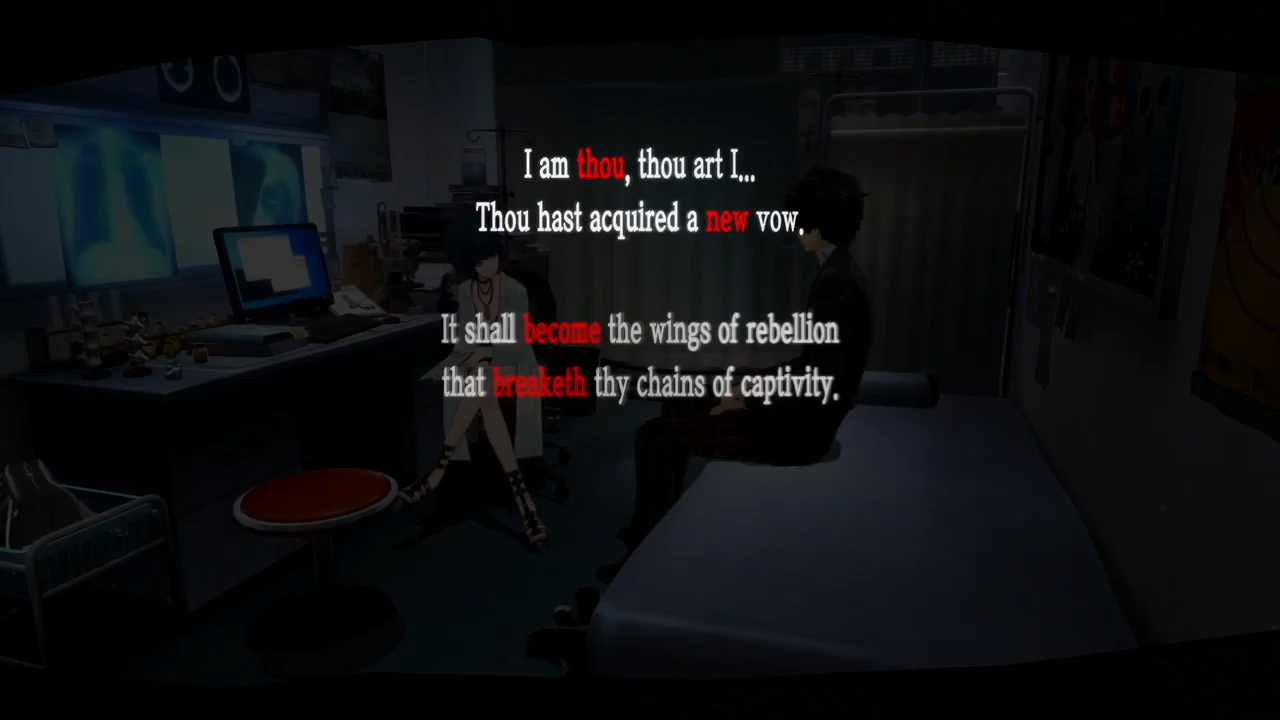 I am thou, thou art I...
Thou hast acquired a new vow.
It shall become the wings of rebellion
that breaketh thy chains of captivity.